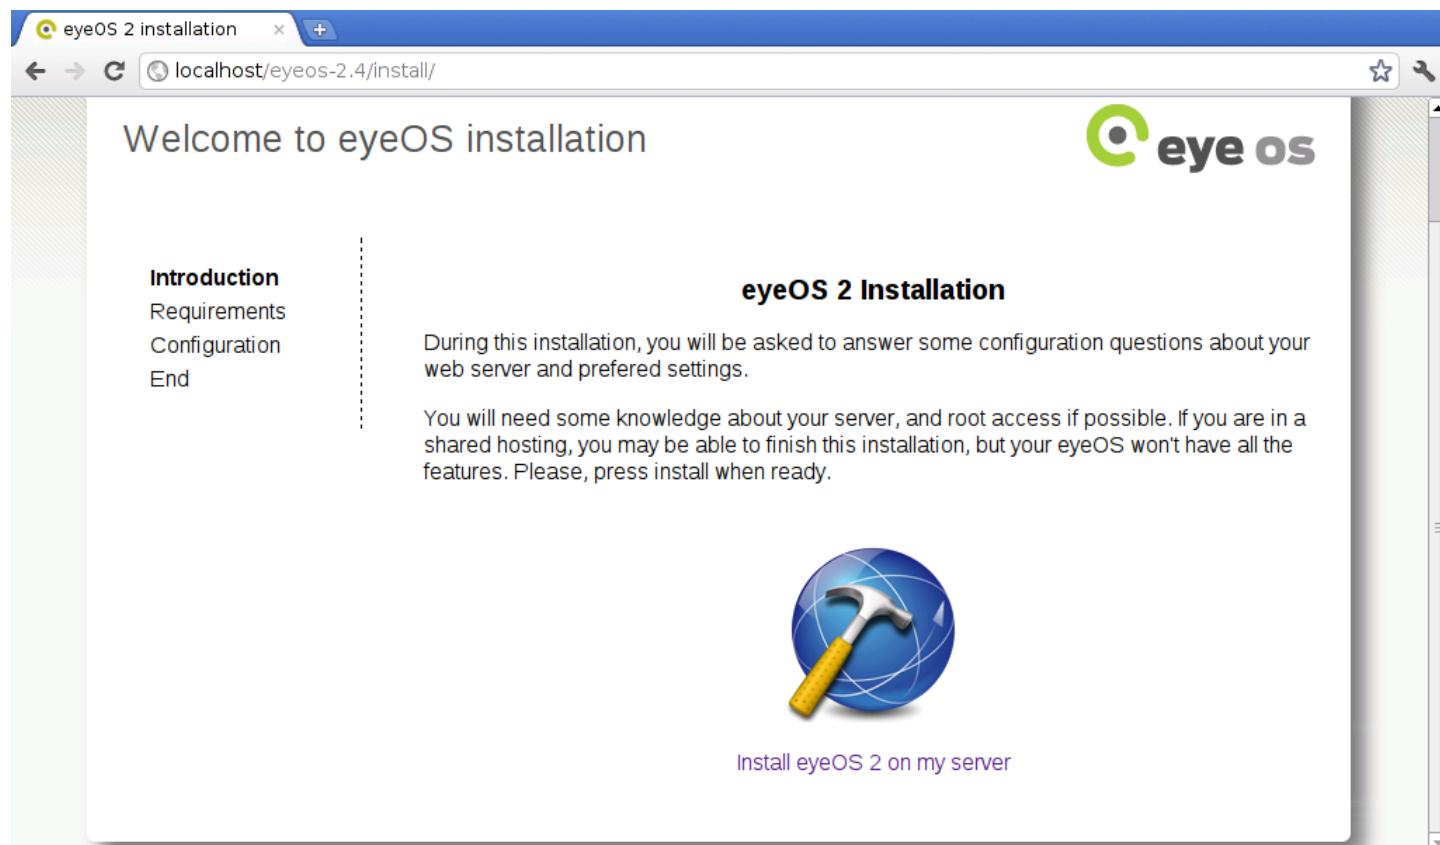 eyeOS 2 installation
localhost/eyeos-2.4/install/
Welcome to eyeOS installation
eye os
Introduction
Requirements
Configuration
End
eyeOS 2 Installation
During this installation, you will be asked to answer some configuration questions about your
web server and prefered settings.
You will need some knowledge about your server, and root access if possible. If you are in a
shared hosting, you may be able to finish this installation, but your eyeOS won't have all the
features. Please, press install when ready.
Install eyeOS 2 on my server